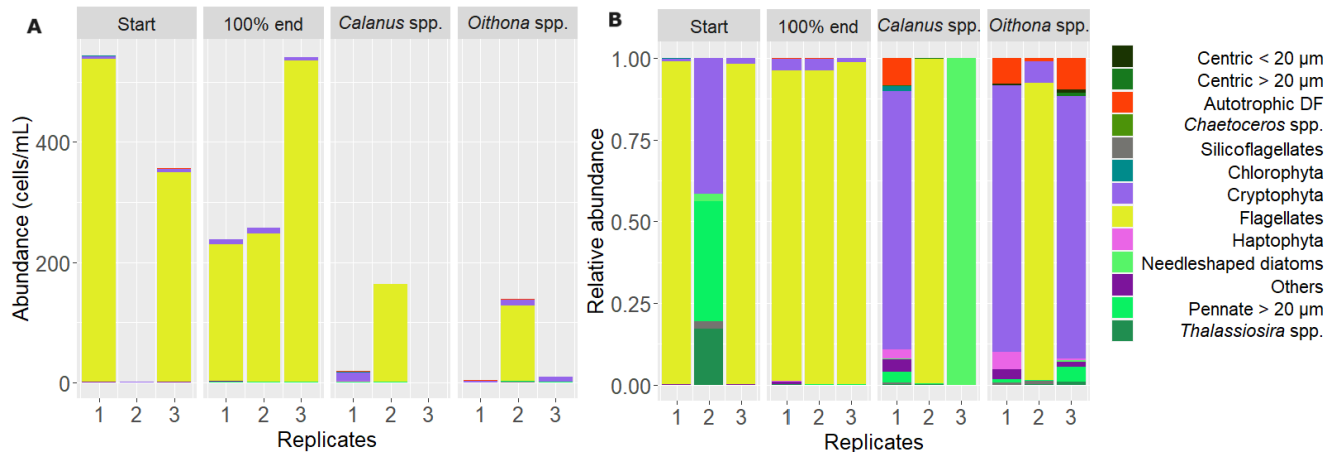 A
Start
100% end
Calanus spp.
Oithona spp.
Abundance (cells/mL)
400
200
0
1 2 3 1 2 3 1 2 3 1 2 3
Replicates
B
Start
100% end
Calanus spp.
Oithona spp.
Relative abundance
1.00
0.75
0.50
0.25
0.00
1 2 3 1 2 3 1 2 3 1 2 3
Replicates
Centric < 20 µm
Centric > 20 µm
Autotrophic DF
Chaetoceros spp.
Silicoflagellates
Chlorophyta
Cryptophyta
Flagellates
Haptophyta
Needleshaped diatoms
Others
Pennate > 20 µm
Thalassiosira spp.